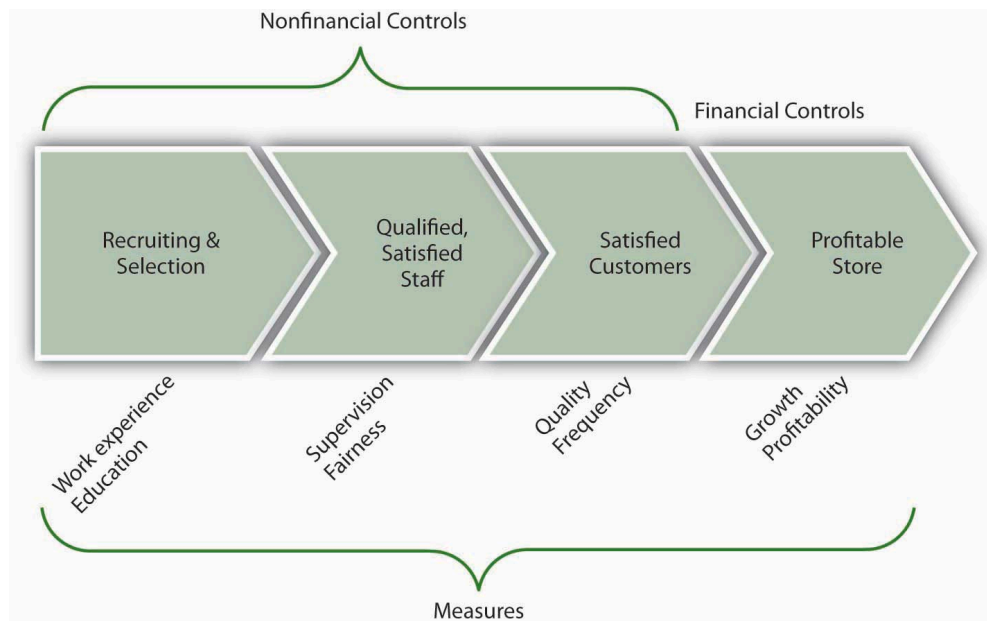 Nonfinancial Controls
Financial Controls
Recruiting &
Selection
Qualified,
Satisfied
Staff
Satisfied
Customers
Profitable
Store
Work experience
Education
Supervision
Fairness
Quality
Frequency
Growth
Profitability
Measures